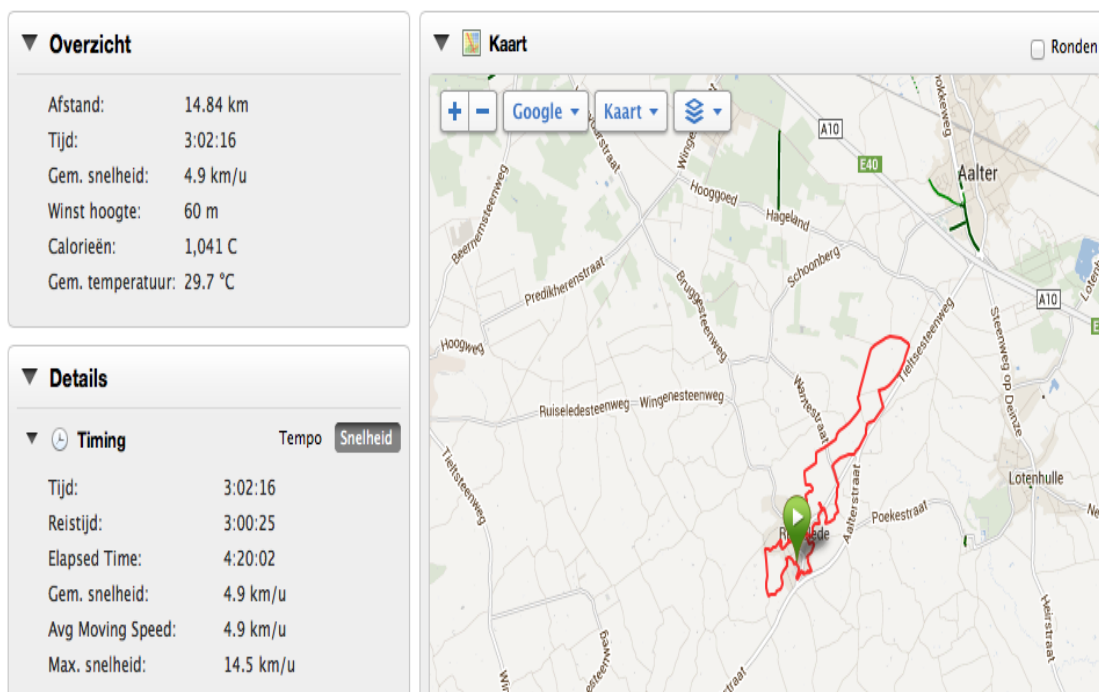 Overzicht
Afstand: 14.84 km
Tijd: 3:02:16
Gem. snelheid: 4.9 km/u
Winst hoogte: 60 m
Calorieën: 1,041 C
Gem. temperatuur: 29.7 °C
Details
Timing Tempo Snelheid
Tijd: 3:02:16
Reistijd: 3:00:25
Elapsed Time: 4:20:02
Gem. snelheid: 4.9 km/u
Avg Moving Speed: 4.9 km/u
Max. snelheid: 14.5 km/u
Kaart Ronden
+ − Google Kaart
A10
E40
Aalter
Hooggoed
Hageland
Beernemsteenweg
Predikherenstraat
Schoonberg
Bruggesteenweg
A10
Steenweg op Deinze
Tieltsesteenweg
Hoogweg
Warnestraat
Ruiseledesteenweg Wingenesteenweg
Tieltsteenweg
Lotenhulle
Aalterstraat
Poekestraat
Heirstraat